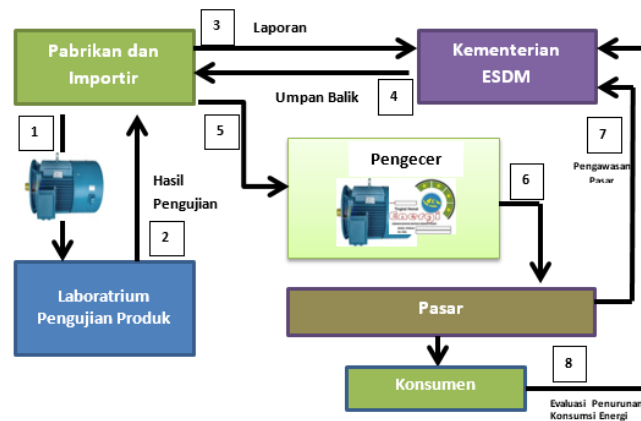 3
Laporan
Pabrikan dan
Importir
Kementerian
ESDM
Umpan Balik
4
1
5
7
Pengawasan
Pasar
Pengecer
6
Hasil
Pengujian
2
Energi
Laboratrium
Pengujian Produk
Pasar
Konsumen
8
Evaluasi Penurunan
Konsumsi Energi